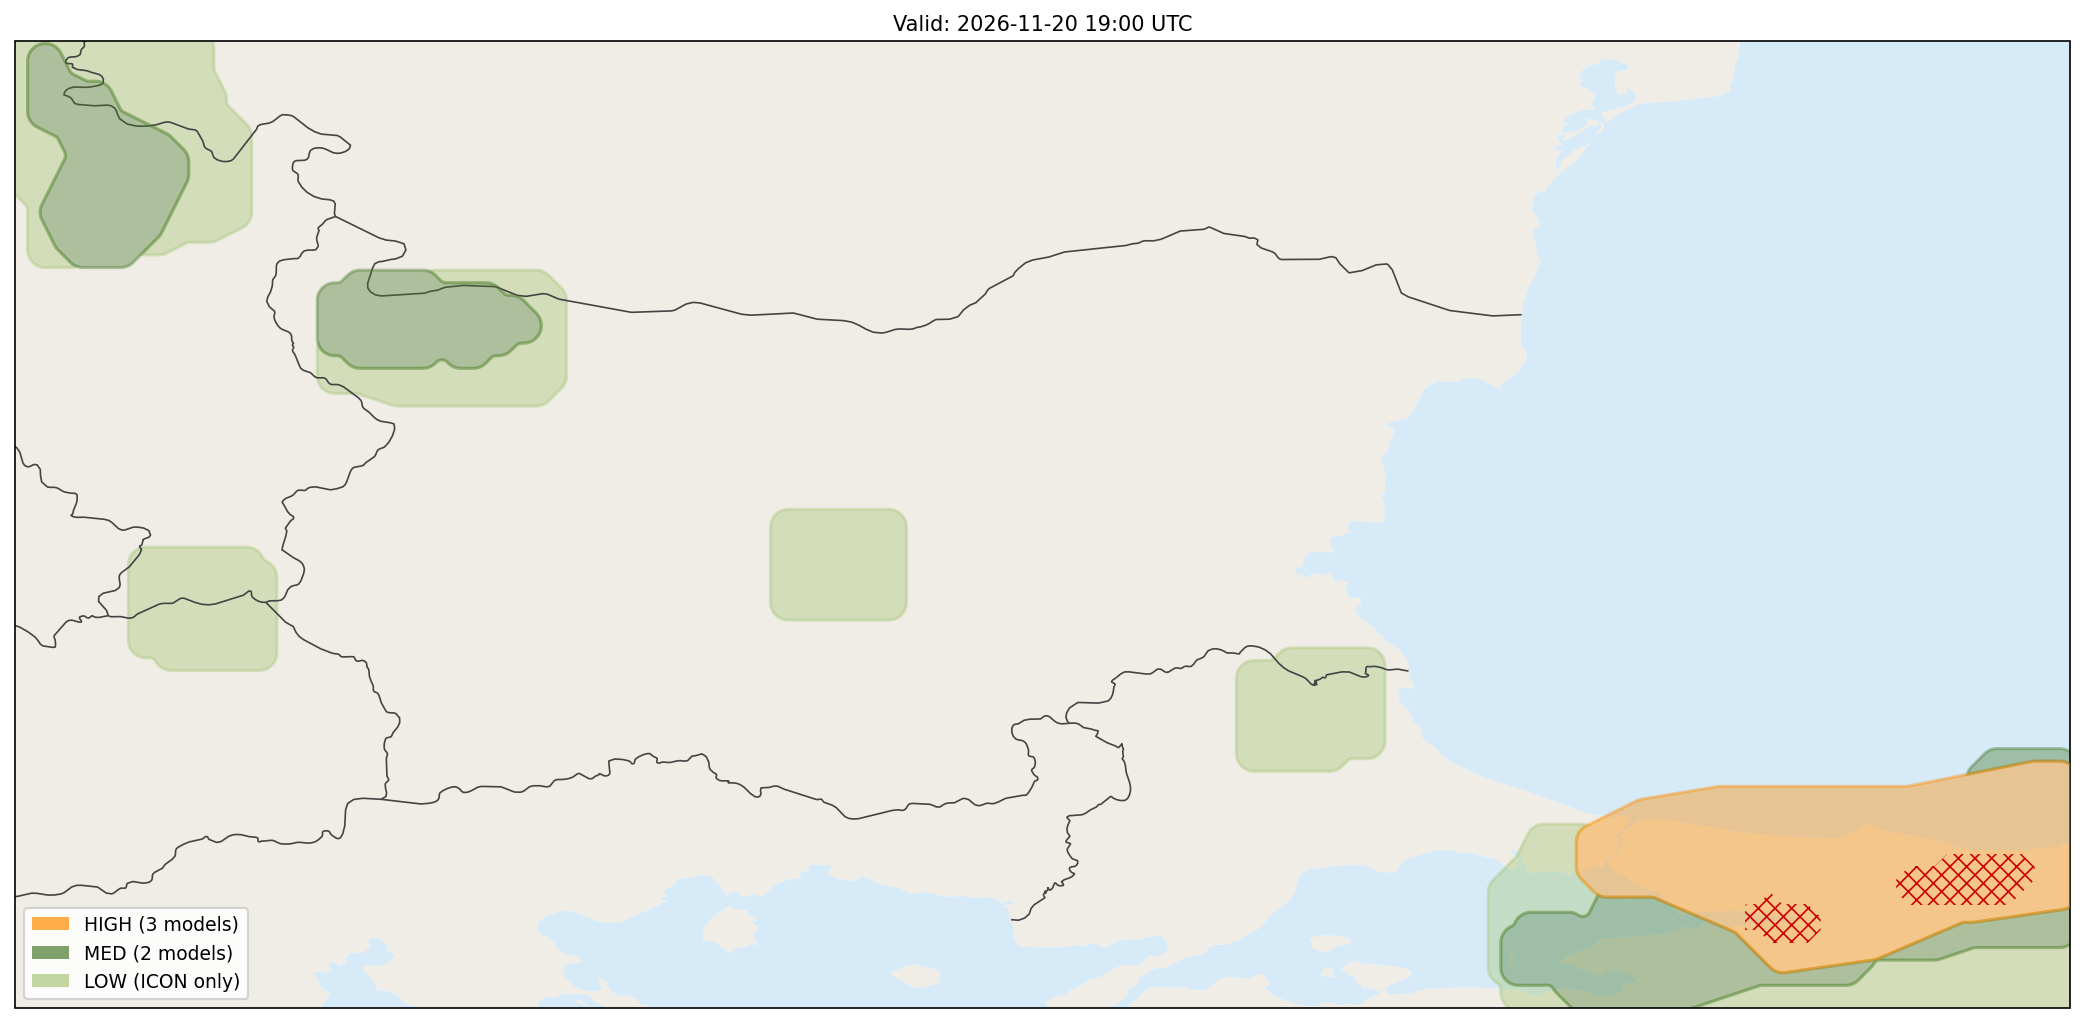 Valid: 2026-11-20 19:00 UTC
HIGH (3 models)
MED (2 models)
LOW (ICON only)